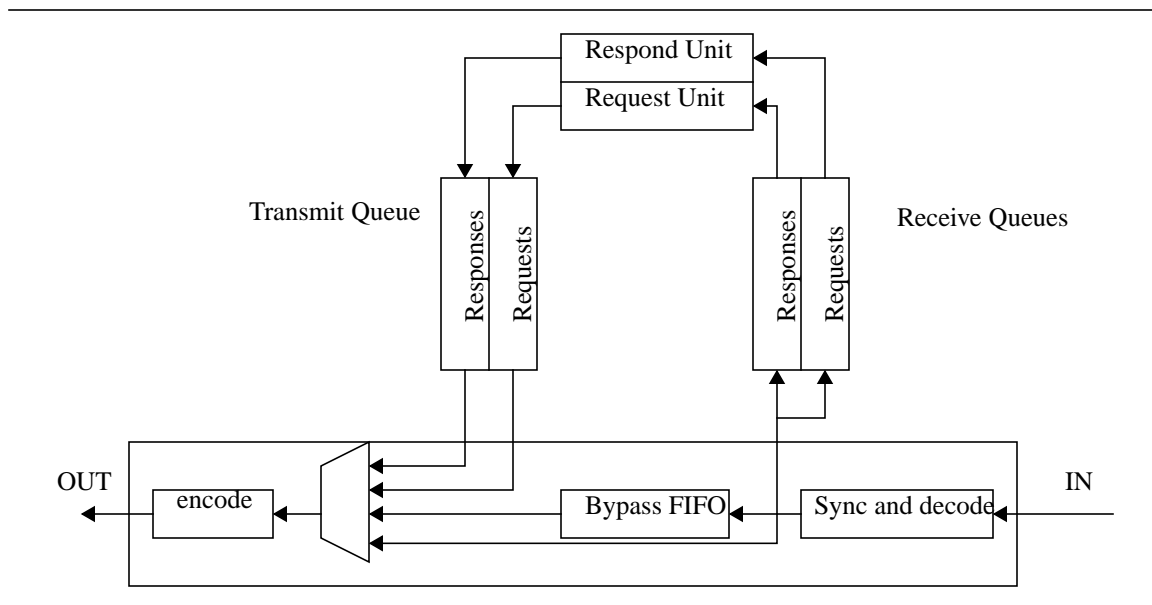 Respond Unit
Request Unit
Transmit Queue
Responses
Requests
Responses
Requests
Receive Queues
OUT
encode
Bypass FIFO
Sync and decode
IN